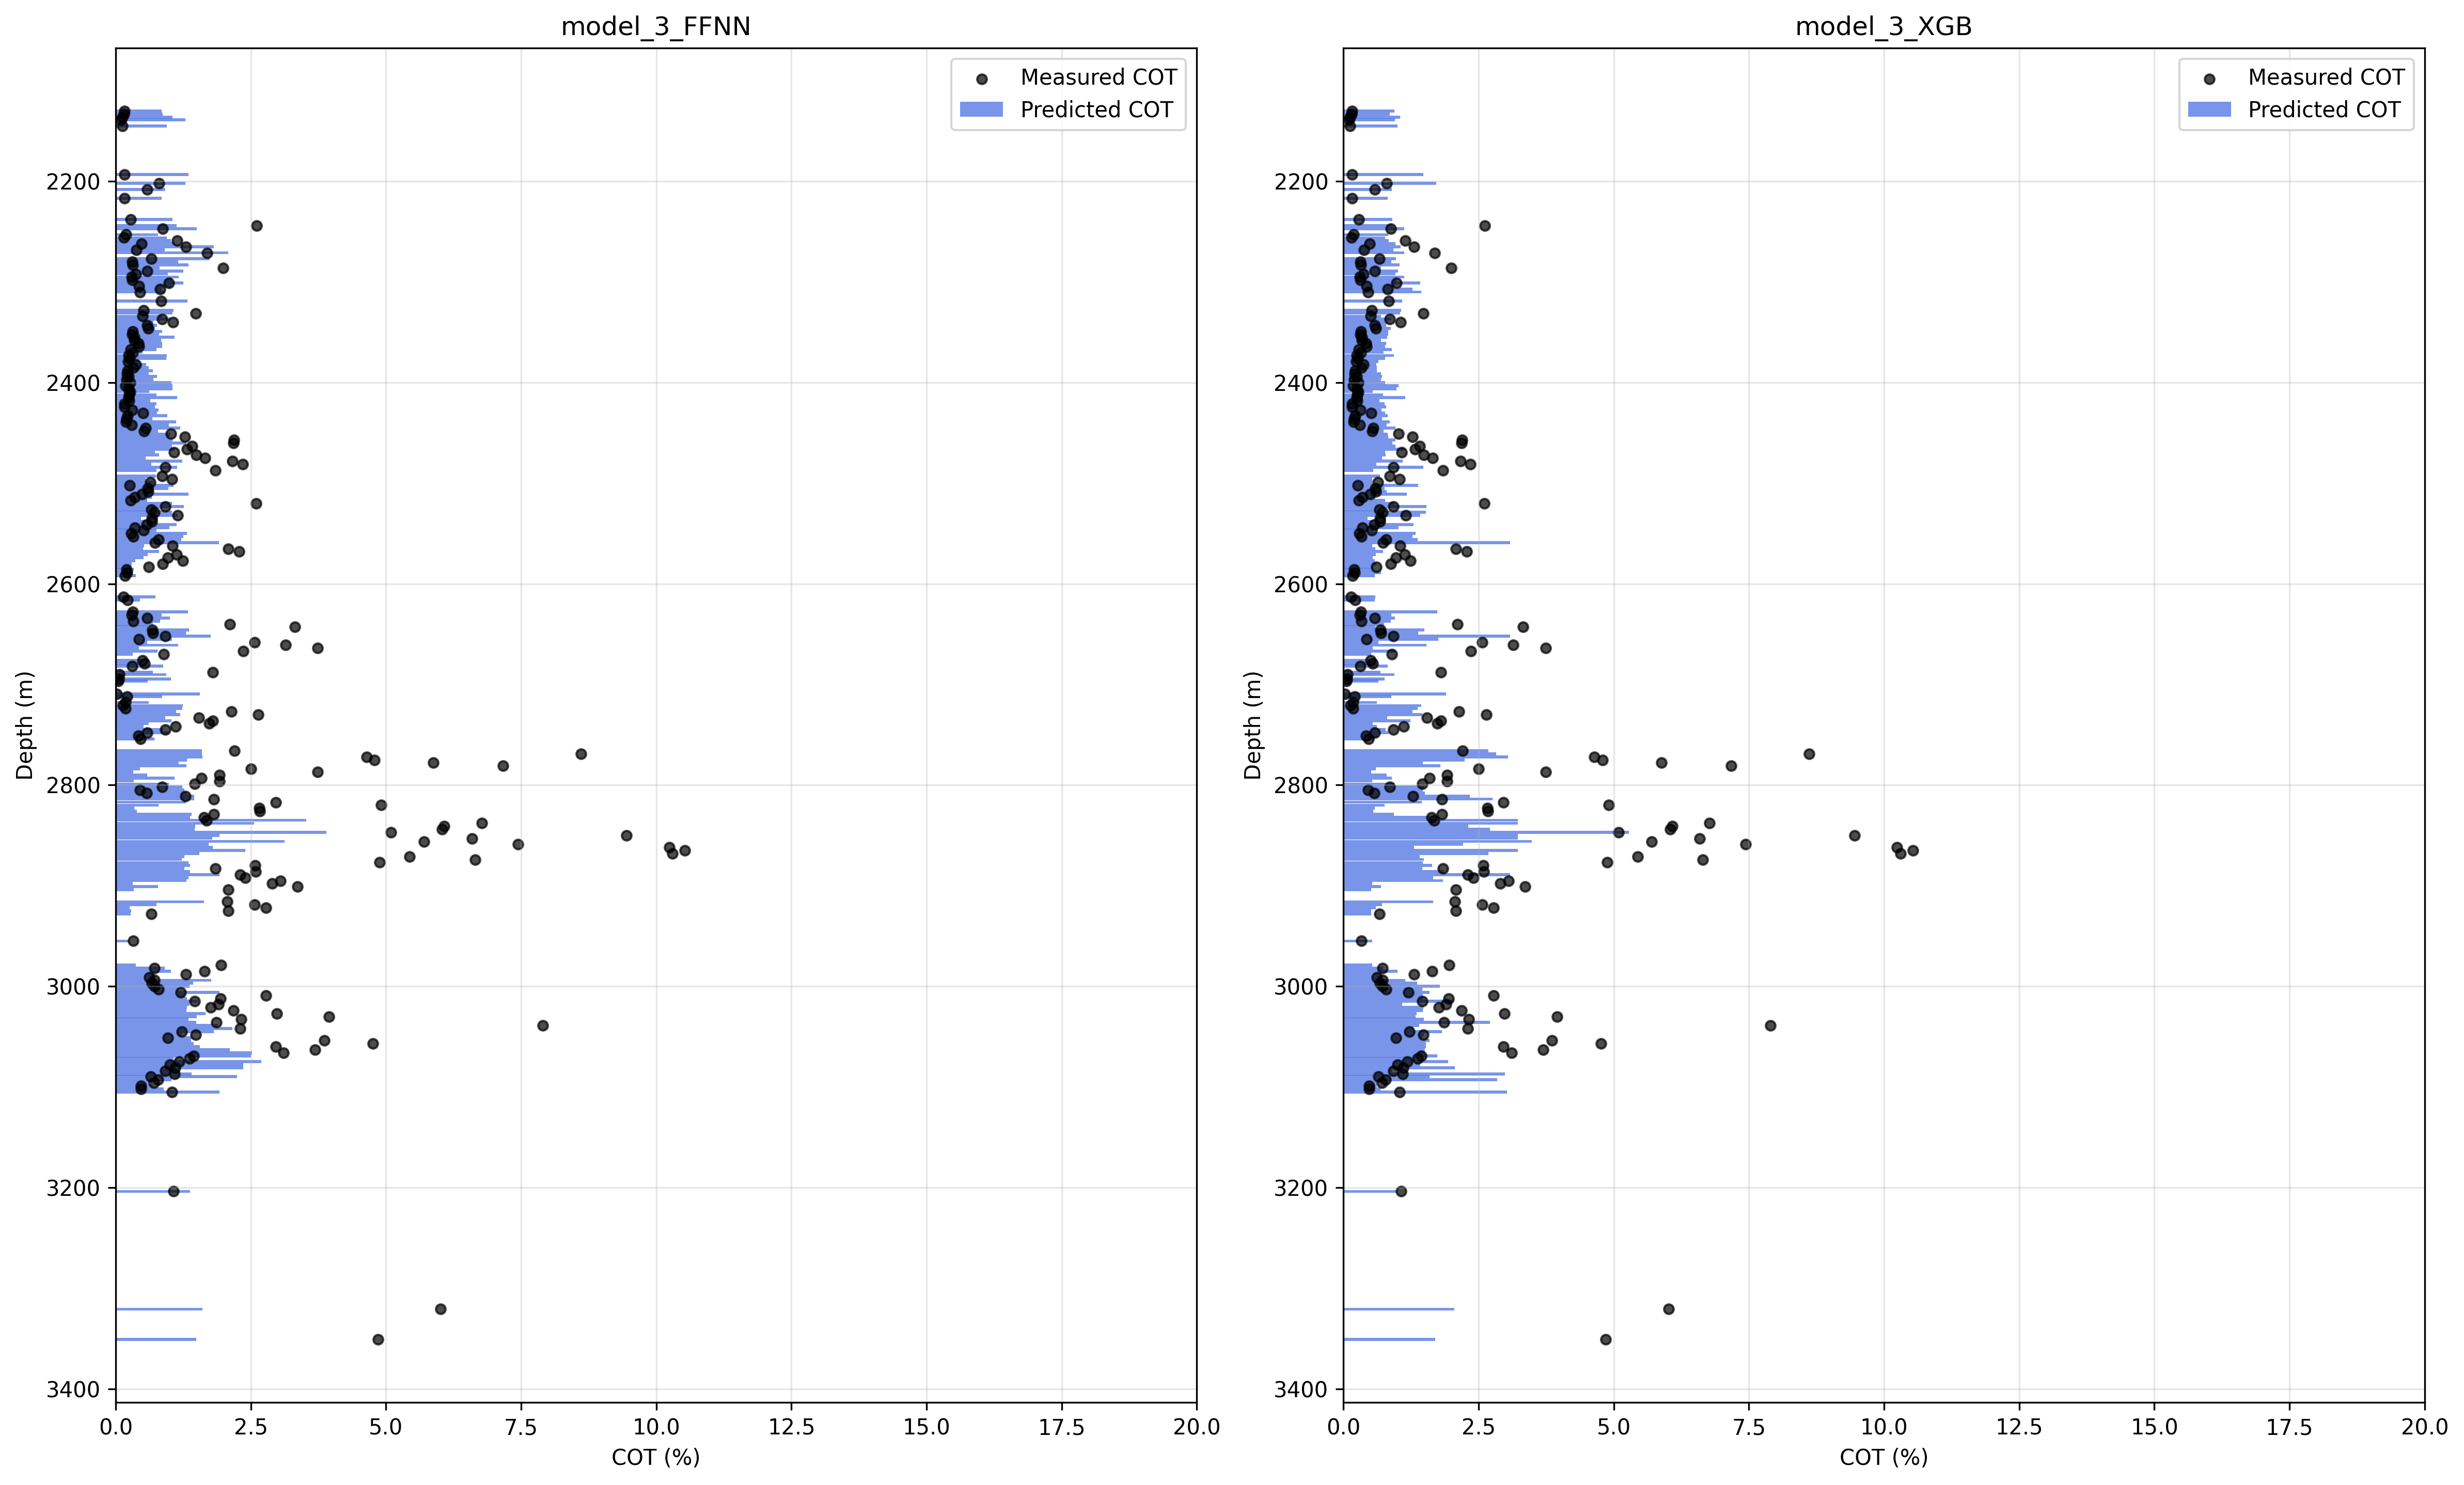 model_3_FFNN
Measured COT
Predicted COT
Depth (m)
2200
2400
2600
2800
3000
3200
3400
0.0 2.5 5.0 7.5 10.0 12.5 15.0 17.5 20.0
COT (%)
model_3_XGB
Measured COT
Predicted COT
Depth (m)
2200
2400
2600
2800
3000
3200
3400
0.0 2.5 5.0 7.5 10.0 12.5 15.0 17.5 20.0
COT (%)